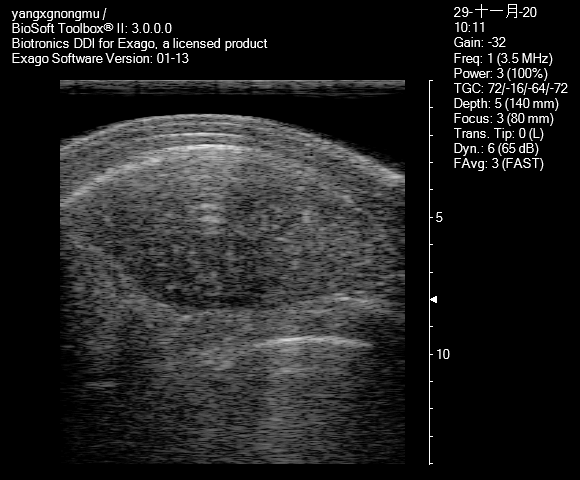 yangxgnongmu /
BioSoft Toolbox® II: 3.0.0.0
Biotronics DDI for Exago, a licensed product
Exago Software Version: 01-13
29-十一月-20
10:11
Gain: -32
Freq: 1 (3.5 MHz)
Power: 3 (100%)
TGC: 72/-16/-64/-72
Depth: 5 (140 mm)
Focus: 3 (80 mm)
Trans. Tip: 0 (L)
Dyn.: 6 (65 dB)
FAvg: 3 (FAST)
5
10